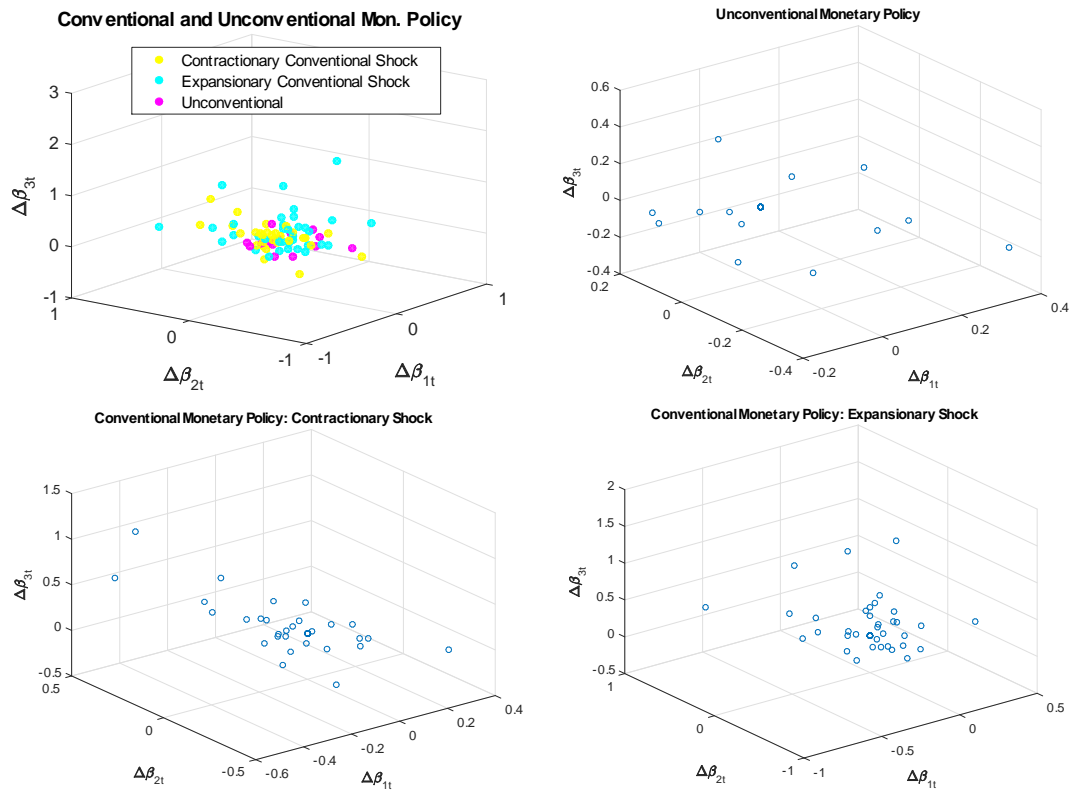 Conventional and Unconventional Mon. Policy
Contractionary Conventional Shock
Expansionary Conventional Shock
Unconventional
3
2
1
0
-1
Δβ3t
1
0
-1
Δβ2t
-1
0
1
Δβ1t
Unconventional Monetary Policy
0.6
0.4
0.2
0
-0.2
-0.4
Δβ3t
0.2
0
-0.2
-0.4
Δβ2t
-0.2
0
0.2
0.4
Δβ1t
Conventional Monetary Policy: Contractionary Shock
1.5
1
0.5
0
-0.5
Δβ3t
0.5
0
-0.5
Δβ2t
-0.6
-0.4
-0.2
0
0.2
0.4
Δβ1t
Conventional Monetary Policy: Expansionary Shock
2
1.5
1
0.5
0
-0.5
Δβ3t
1
0
-1
Δβ2t
-1
-0.5
0
0.5
Δβ1t